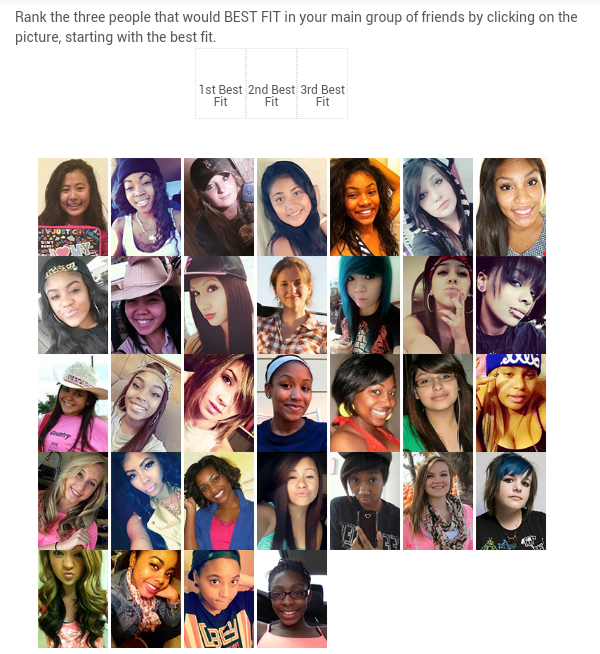 Rank the three people that would BEST FIT in your main group of friends by clicking on the
picture, starting with the best fit.
1st Best Fit
2nd Best Fit
3rd Best Fit